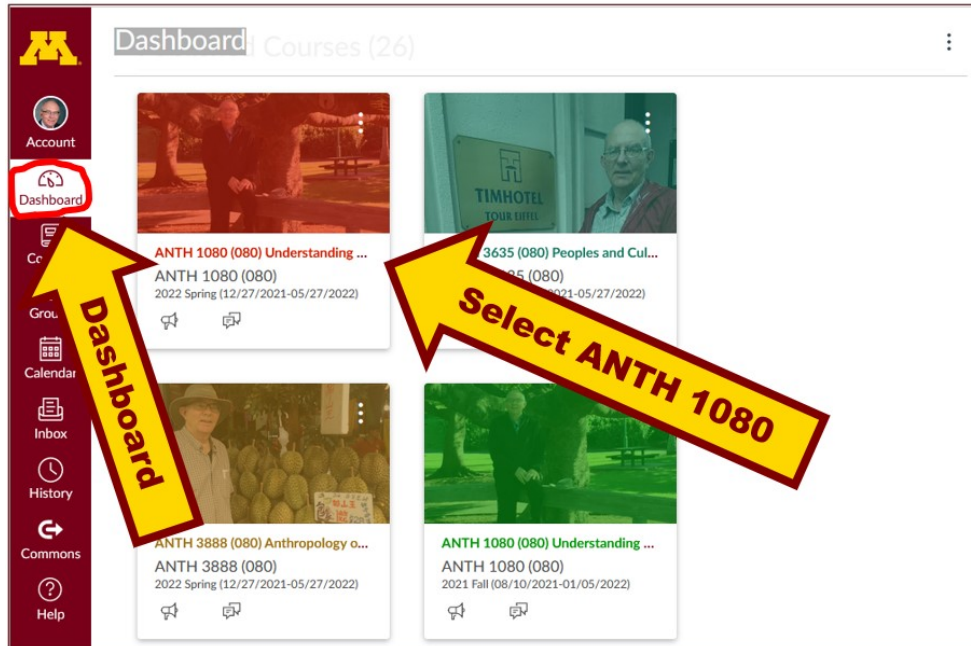 Dashboard
Courses (26)
Account
Dashboard
Calendar
Inbox
History
Commons
Help
TIMHOTEL
TOUR EIFFEL
ANTH 1080 (080) Understanding ...
ANTH 1080 (080)
2022 Spring (12/27/2021-05/27/2022)
3635 (080) Peoples and Cul...
(080)
-05/27/2022)
Dashboard
Select ANTH 1080
ANTH 3888 (080) Anthropology o...
ANTH 3888 (080)
2022 Spring (12/27/2021-05/27/2022)
ANTH 1080 (080) Understanding ...
ANTH 1080 (080)
2021 Fall (08/10/2021-01/05/2022)